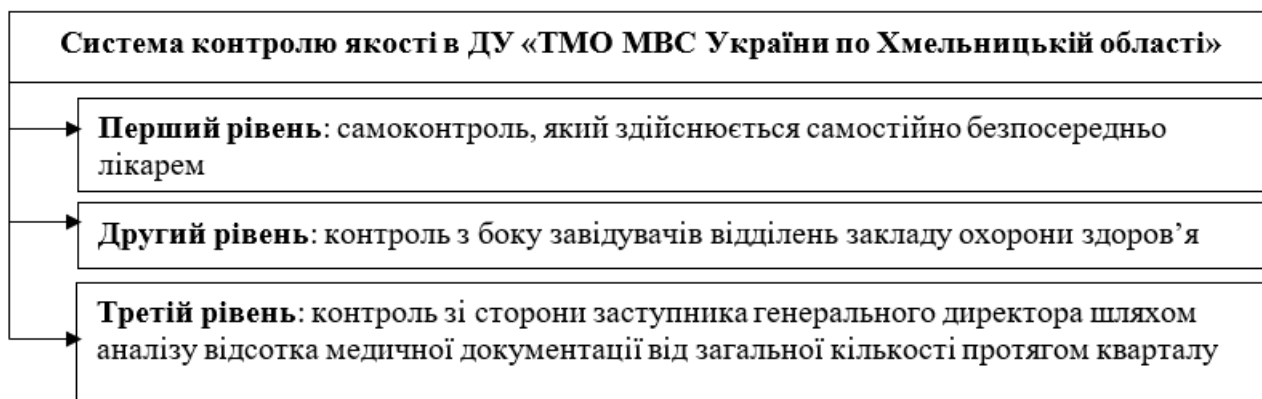 Система контролю якості в ДУ «ТМО МВС України по Хмельницькій області»
Перший рівень: самоконтроль, який здійснюється самостійно безпосередньо
лікарем
Другий рівень: контроль з боку завідувачів відділень закладу охорони здоров’я
Третій рівень: контроль зі сторони заступника генерального директора шляхом
аналізу відсотка медичної документації від загальної кількості протягом кварталу